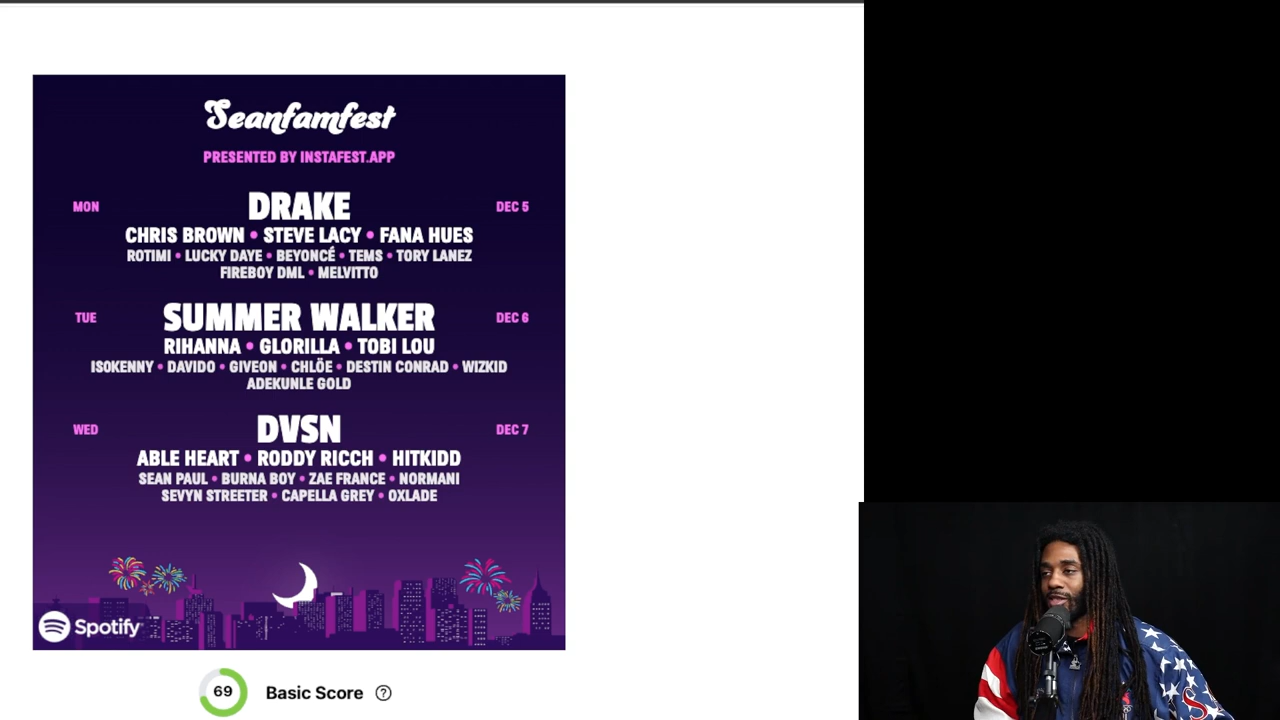 Seanfamfest
PRESENTED BY INSTAFEST.APP
MON DRAKE DEC 5
CHRIS BROWN • STEVE LACY • FANA HUES
ROTIMI • LUCKY DAYE • BEYONCÉ • TEMS • TORY LANEZ
FIREBOY DML • MELVITTO
TUE SUMMER WALKER DEC 6
RIHANNA • GLORILLA • TOBI LOU
ISOKENNY • DAVIDO • GIVEON • CHLÖE • DESTIN CONRAD • WIZKID
ADEKUNLE GOLD
WED DVSN DEC 7
ABLE HEART • RODDY RICCH • HITKIDD
SEAN PAUL • BURNA BOY • ZAE FRANCE • NORMANI
SEVYN STREETER • CAPELLA GREY • OXLADE
Spotify
69 Basic Score ?